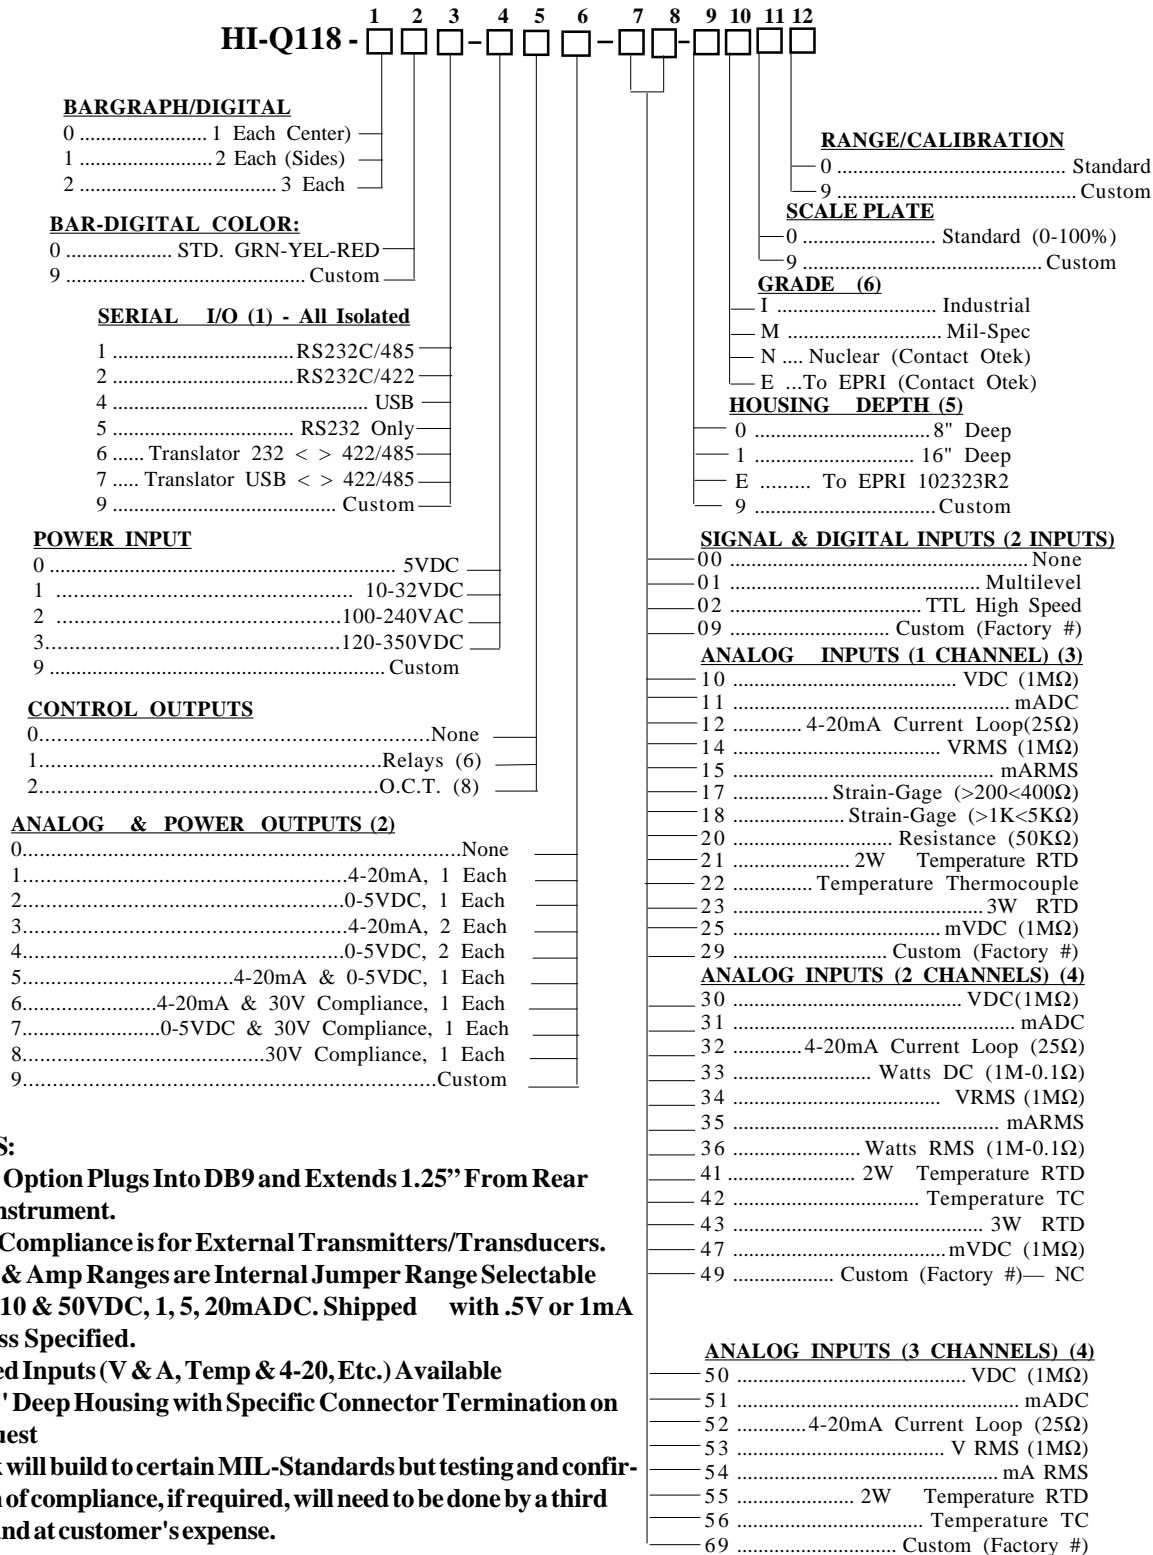 1 2 3 4 5 6 7 8 9 10 11 12
HI-Q118 - – – -
BARGRAPH/DIGITAL
0 ........................ 1 Each Center)
1 ......................... 2 Each (Sides)
2 ..................................... 3 Each
BAR-DIGITAL COLOR:
0 .................... STD. GRN-YEL-RED
9 ............................................. Custom
SERIAL I/O (1) - All Isolated
1 .................................. RS232C/485
2 .................................. RS232C/422
4 ................................................ USB
5 .................................. RS232 Only
6 ...... Translator 232 < > 422/485
7 ..... Translator USB < > 422/485
9 .......................................... Custom
POWER INPUT
0 ................................................................. 5VDC
1 ........................................................ 10-32VDC
2 ..................................................... 100-240VAC
3....................................................... 120-350VDC
9 ............................................................... Custom
CONTROL OUTPUTS
0.............................................................None
1......................................................Relays (6)
2.....................................................O.C.T. (8)
ANALOG & POWER OUTPUTS (2)
0.....................................................................None
1...................................................4-20mA, 1 Each
2..................................................0-5VDC, 1 Each
3...................................................4-20mA, 2 Each
4..................................................0-5VDC, 2 Each
5.................................4-20mA & 0-5VDC, 1 Each
6.....................4-20mA & 30V Compliance, 1 Each
7......................0-5VDC & 30V Compliance, 1 Each
8......................................30V Compliance, 1 Each
9.................................................................Custom
S:
Option Plugs Into DB9 and Extends 1.25” From Rear
nstrument.
Compliance is for External Transmitters/Transducers.
& Amp Ranges are Internal Jumper Range Selectable
10 & 50VDC, 1, 5, 20mADC. Shipped with .5V or 1mA
ss Specified.
ed Inputs (V & A, Temp & 4-20, Etc.) Available
" Deep Housing with Specific Connector Termination on
uest
k will build to certain MIL-Standards but testing and confir-
n of compliance, if required, will need to be done by a third
and at customer's expense.
RANGE/CALIBRATION
0 ........................................... Standard
9 ............................................. Custom
SCALE PLATE
0 ......................... Standard (0-100%)
9 ............................................. Custom
GRADE (6)
I .............................. Industrial
M ............................. Mil-Spec
N .... Nuclear (Contact Otek)
E ...To EPRI (Contact Otek)
HOUSING DEPTH (5)
0 ................................. 8" Deep
1 .............................. 16" Deep
E ......... To EPRI 102323R2
9 .................................. Custom
SIGNAL & DIGITAL INPUTS (2 INPUTS)
00 ........................................................ None
01 ............................................... Multilevel
02 .................................... TTL High Speed
09 .............................. Custom (Factory #)
ANALOG INPUTS (1 CHANNEL) (3)
10 .......................................... VDC (1MΩ)
11 .................................................... mADC
12 ............. 4-20mA Current Loop(25Ω)
14 ....................................... VRMS (1MΩ)
15 ................................................. mARMS
17 .................. Strain-Gage (>200<400Ω)
18 ..................... Strain-Gage (>1K<5KΩ)
20 .............................. Resistance (50KΩ)
21 ...................... 2W Temperature RTD
22 ............... Temperature Thermocouple
23 ............................................... 3W RTD
25 ....................................... mVDC (1MΩ)
29 ............................. Custom (Factory #)
ANALOG INPUTS (2 CHANNELS) (4)
30 ........................................... VDC(1MΩ)
31 ..................................................... mADC
32 .............4-20mA Current Loop (25Ω)
33 .......................... Watts DC (1M-0.1Ω)
34 ....................................... VRMS (1MΩ)
35 .................................................. mARMS
36 ........................ Watts RMS (1M-0.1Ω)
41 ........................ 2W Temperature RTD
42 ................................... Temperature TC
43 ............................................... 3W RTD
47 ........................................ mVDC (1MΩ)
49 ................... Custom (Factory #)— NC
ANALOG INPUTS (3 CHANNELS) (4)
50 ........................................... VDC (1MΩ)
51 ..................................................... mADC
52 .............4-20mA Current Loop (25Ω)
53 ....................................... V RMS (1MΩ)
54 ................................................. mA RMS
55 ...................... 2W Temperature RTD
56 ................................... Temperature TC
69 .............................. Custom (Factory #)